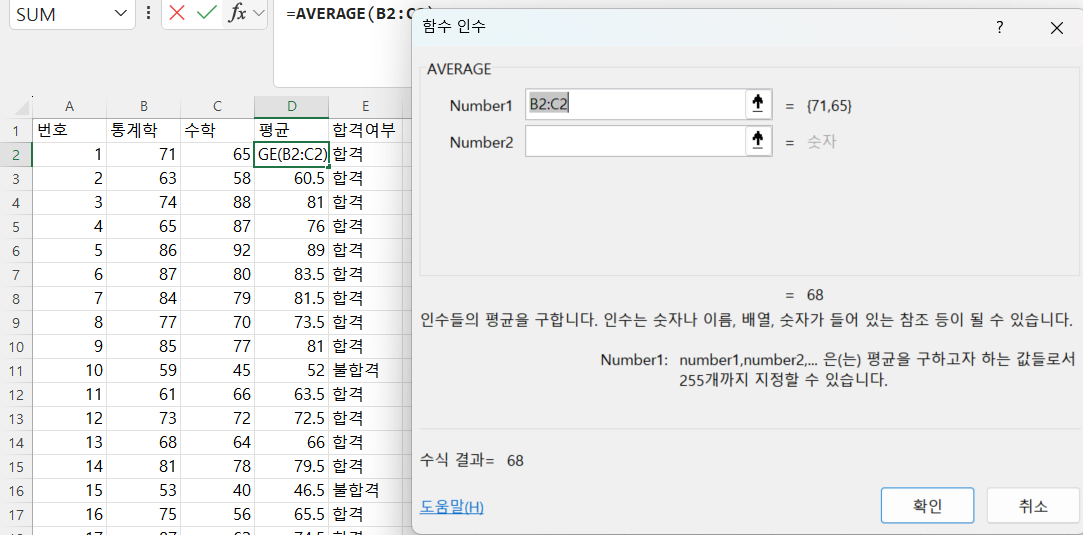 SUM
fx
=AVERAGE(B2:C2)
함수 인수
?
AVERAGE
Number1 B2:C2 = {71,65}
Number2 = 숫자
= 68
인수들의 평균을 구합니다. 인수는 숫자나 이름, 배열, 숫자가 들어 있는 참조 등이 될 수 있습니다.
Number1: number1,number2,... 은(는) 평균을 구하고자 하는 값들로서
255개까지 지정할 수 있습니다.
수식 결과= 68
도움말(H)
확인 취소
A B C D E
1 번호 통계학 수학 평균 합격여부
2 1 71 65 GE(B2:C2) 합격
3 2 63 58 60.5 합격
4 3 74 88 81 합격
5 4 65 87 76 합격
6 5 86 92 89 합격
7 6 87 80 83.5 합격
8 7 84 79 81.5 합격
9 8 77 70 73.5 합격
10 9 85 77 81 합격
11 10 59 45 52 불합격
12 11 61 66 63.5 합격
13 12 73 72 72.5 합격
14 13 68 64 66 합격
15 14 81 78 79.5 합격
16 15 53 40 46.5 불합격
17 16 75 56 65.5 합격